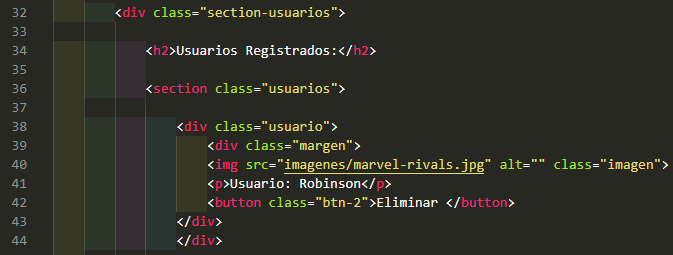 32 <div class="section-usuarios">
33
34 <h2>Usuarios Registrados:</h2>
35
36 <section class="usuarios">
37
38 <div class="usuario">
39 <div class="margen">
40 <img src="imagenes/marvel-rivals.jpg" alt="" class="imagen">
41 <p>Usuario: Robinson</p>
42 <button class="btn-2">Eliminar </button>
43 </div>
44 </div>